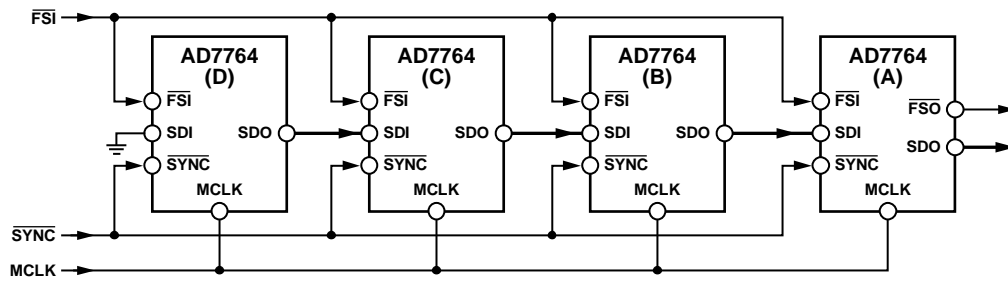 FSI
AD7764
(D)
FSI
SDI
SDO
SYNC
MCLK
AD7764
(C)
FSI
SDI
SDO
SYNC
MCLK
AD7764
(B)
FSI
SDI
SDO
SYNC
MCLK
AD7764
(A)
FSI
FSO
SDI
SDO
SYNC
MCLK
SYNC
MCLK